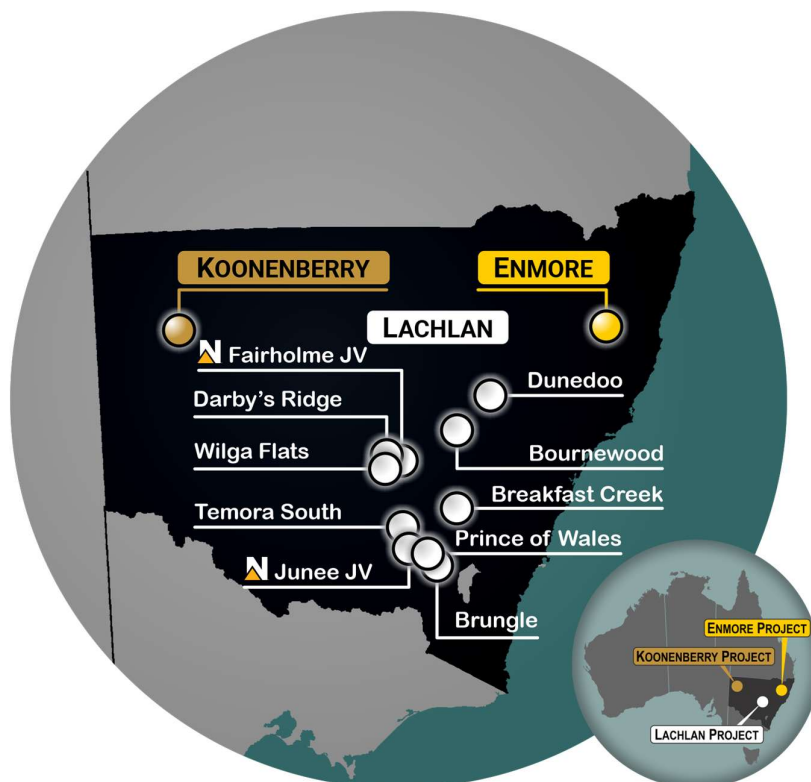 KOONENBERRY
ENMORE
LACHLAN
N Fairholme JV
Dunedoo
Darby's Ridge
Wilga Flats
Bournewood
Breakfast Creek
Temora South
Prince of Wales
N Junee JV
Brungle
ENMORE PROJECT
KOONENBERRY PROJECT
LACHLAN PROJECT